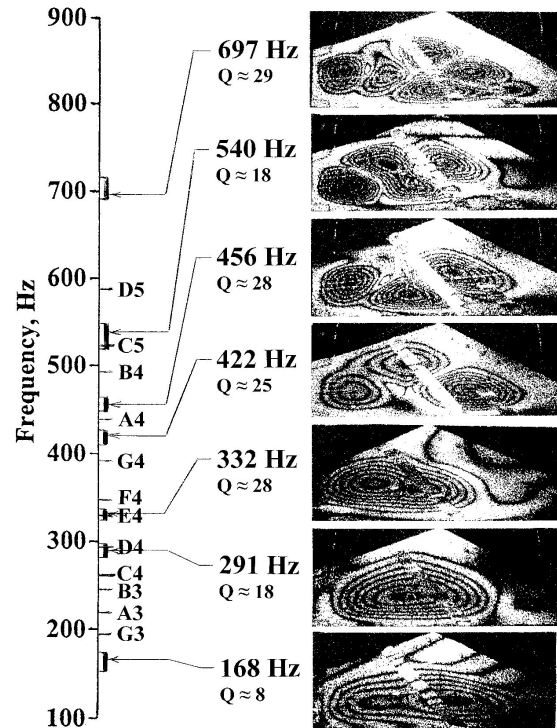 900
697 Hz
Q ≈ 29
800
540 Hz
Q ≈ 18
700
456 Hz
Q ≈ 28
600
D5
422 Hz
Q ≈ 25
C5
500
B4
A4
400
G4
332 Hz
Q ≈ 28
F4
E4
300
D4
291 Hz
Q ≈ 18
C4
B3
A3
200
G3
168 Hz
Q ≈ 8
100
Frequency, Hz